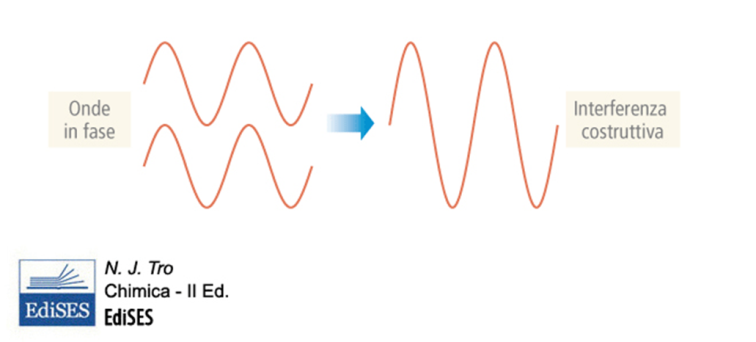 Onde
in fase
Interferenza
costruttiva
EdiSES
N. J. Tro
Chimica - II Ed.
EdiSES